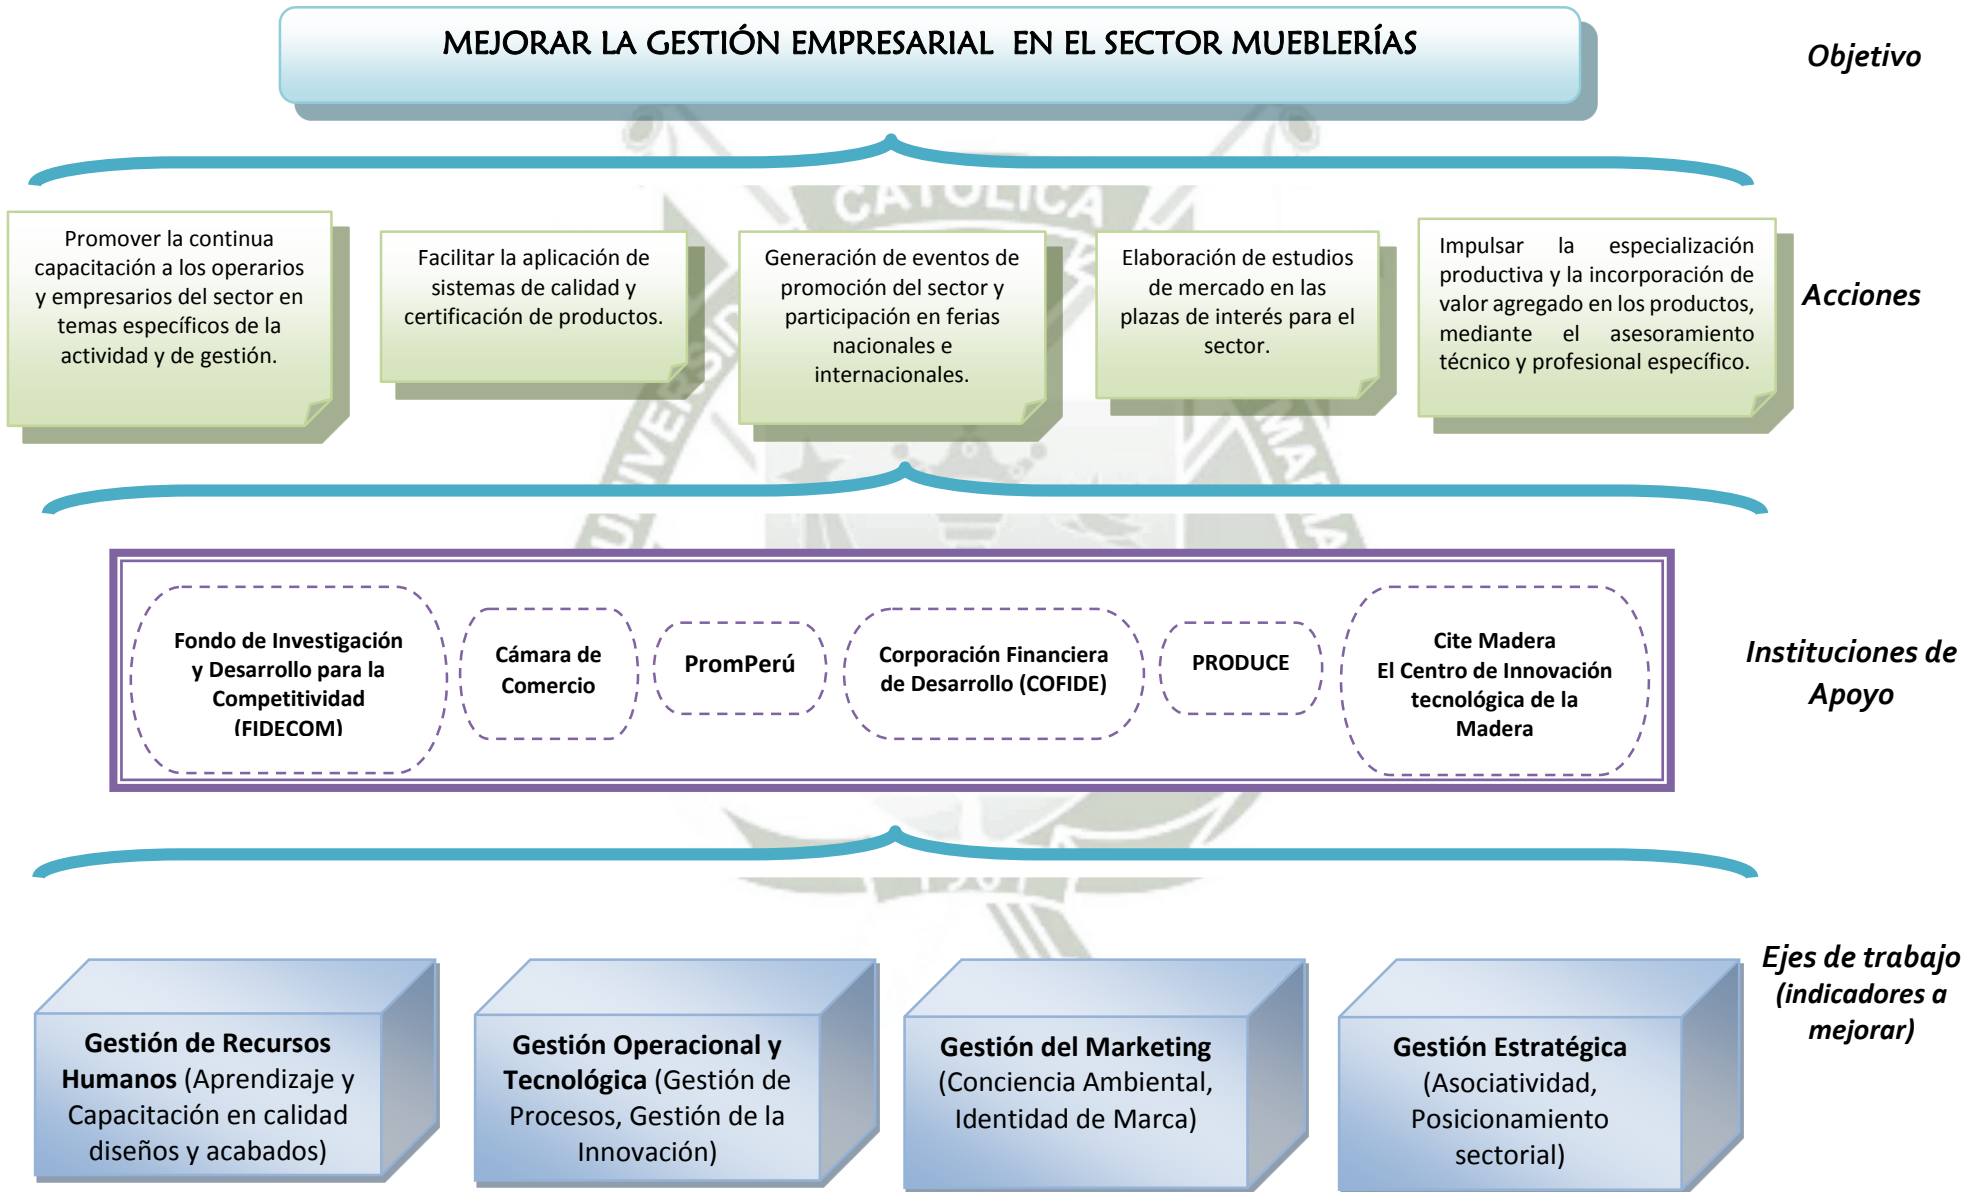 MEJORAR LA GESTIÓN EMPRESARIAL EN EL SECTOR MUEBLERÍAS
Objetivo
CATOLICA
Promover la continua
capacitación a los operarios
y empresarios del sector en
temas específicos de la
actividad y de gestión.
Facilitar la aplicación de
sistemas de calidad y
certificación de productos.
Generación de eventos de
promoción del sector y
participación en ferias
nacionales e
internacionales.
Elaboración de estudios
de mercado en las
plazas de interés para el
sector.
Impulsar la especialización
productiva y la incorporación de
valor agregado en los productos,
mediante el asesoramiento
técnico y profesional específico.
Acciones
Fondo de Investigación
y Desarrollo para la
Competitividad
(FIDECOM)
Cámara de
Comercio
PromPerú
Corporación Financiera
de Desarrollo (COFIDE)
PRODUCE
Cite Madera
El Centro de Innovación
tecnológica de la
Madera
Instituciones de
Apoyo
Gestión de Recursos
Humanos (Aprendizaje y
Capacitación en calidad
diseños y acabados)
Gestión Operacional y
Tecnológica (Gestión de
Procesos, Gestión de la
Innovación)
Gestión del Marketing
(Conciencia Ambiental,
Identidad de Marca)
Gestión Estratégica
(Asociatividad,
Posicionamiento
sectorial)
Ejes de trabajo
(indicadores a
mejorar)